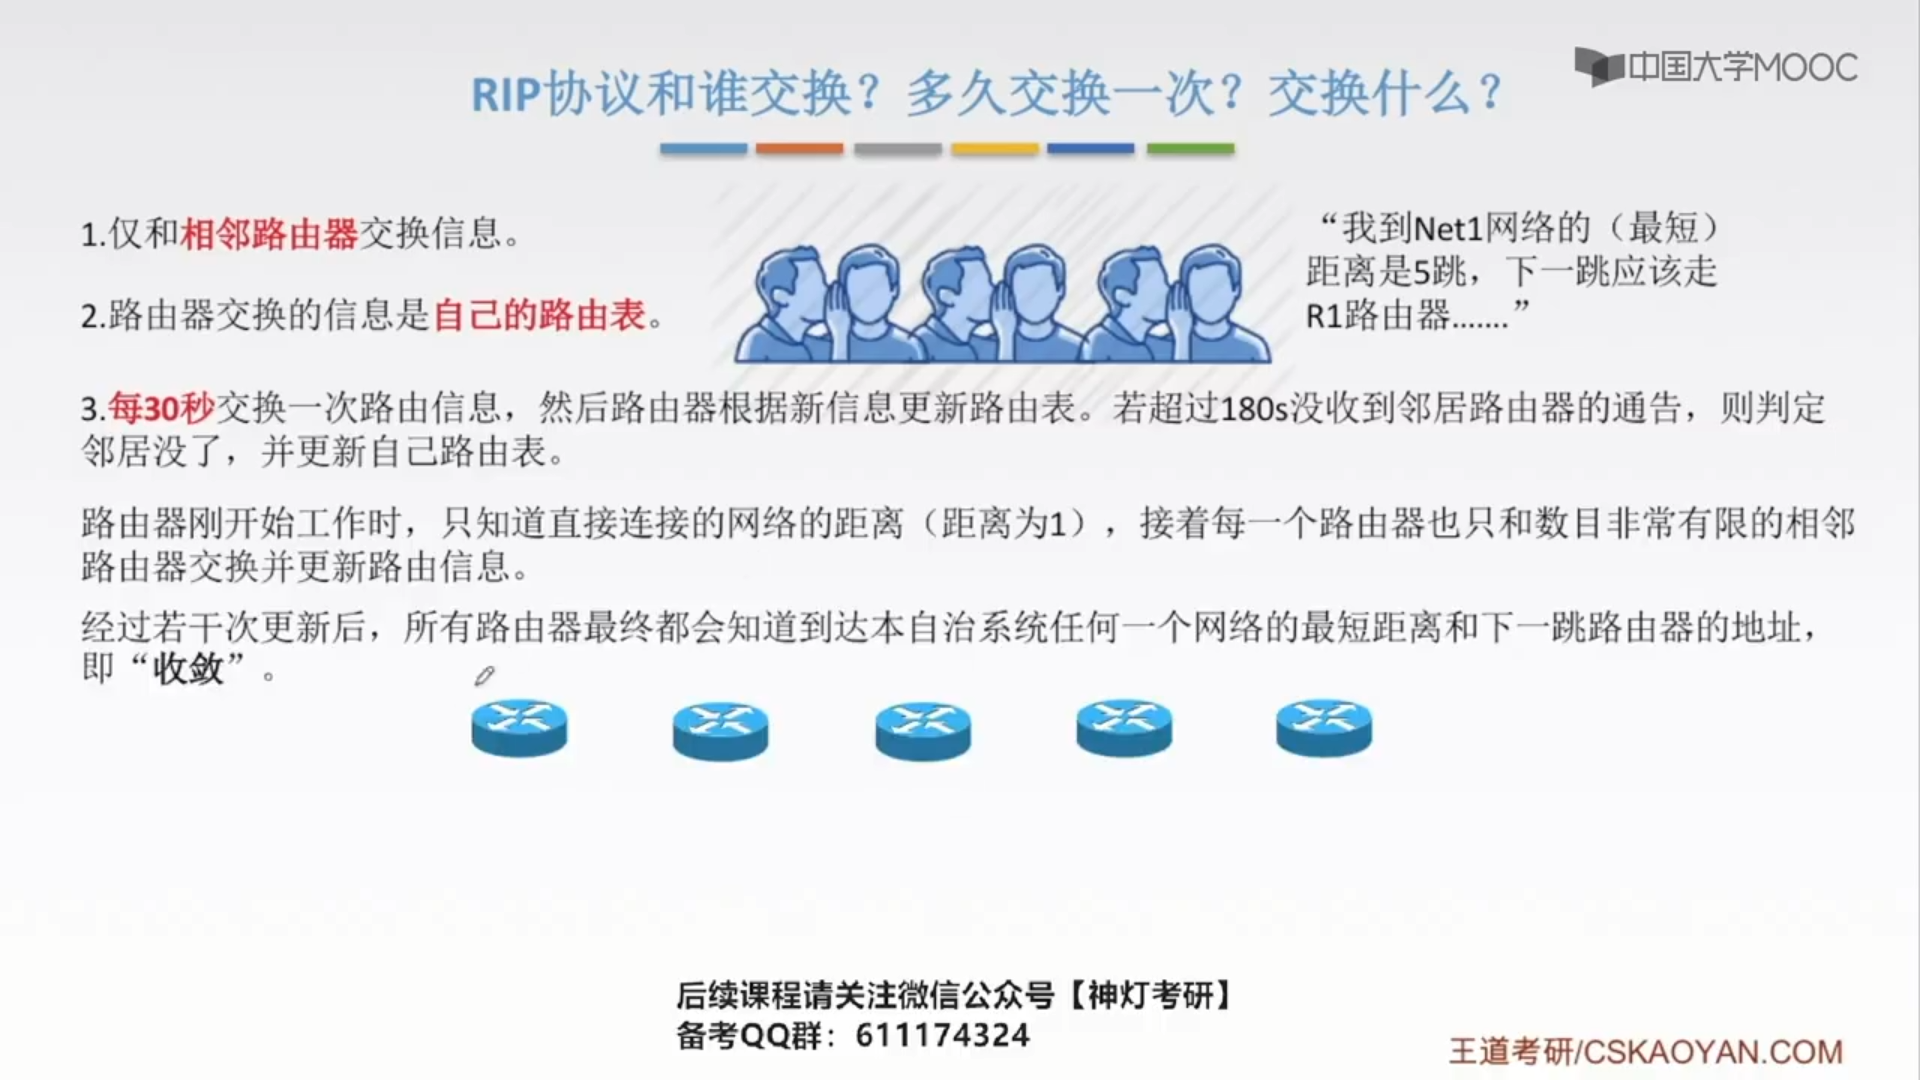 中国大学MOOC
RIP协议和谁交换？多久交换一次？交换什么？
1.仅和相邻路由器交换信息。
2.路由器交换的信息是自己的路由表。
“我到Net1网络的（最短）
距离是5跳，下一跳应该走
R1路由器.......”
3.每30秒交换一次路由信息，然后路由器根据新信息更新路由表。若超过180s没收到邻居路由器的通告，则判定
邻居没了，并更新自己路由表。
路由器刚开始工作时，只知道直接连接的网络的距离（距离为1），接着每一个路由器也只和数目非常有限的相邻
路由器交换并更新路由信息。
经过若干次更新后，所有路由器最终都会知道到达本自治系统任何一个网络的最短距离和下一跳路由器的地址，
即“收敛”。
后续课程请关注微信公众号【神灯考研】
备考QQ群：611174324
王道考研/CSKAOYAN.COM